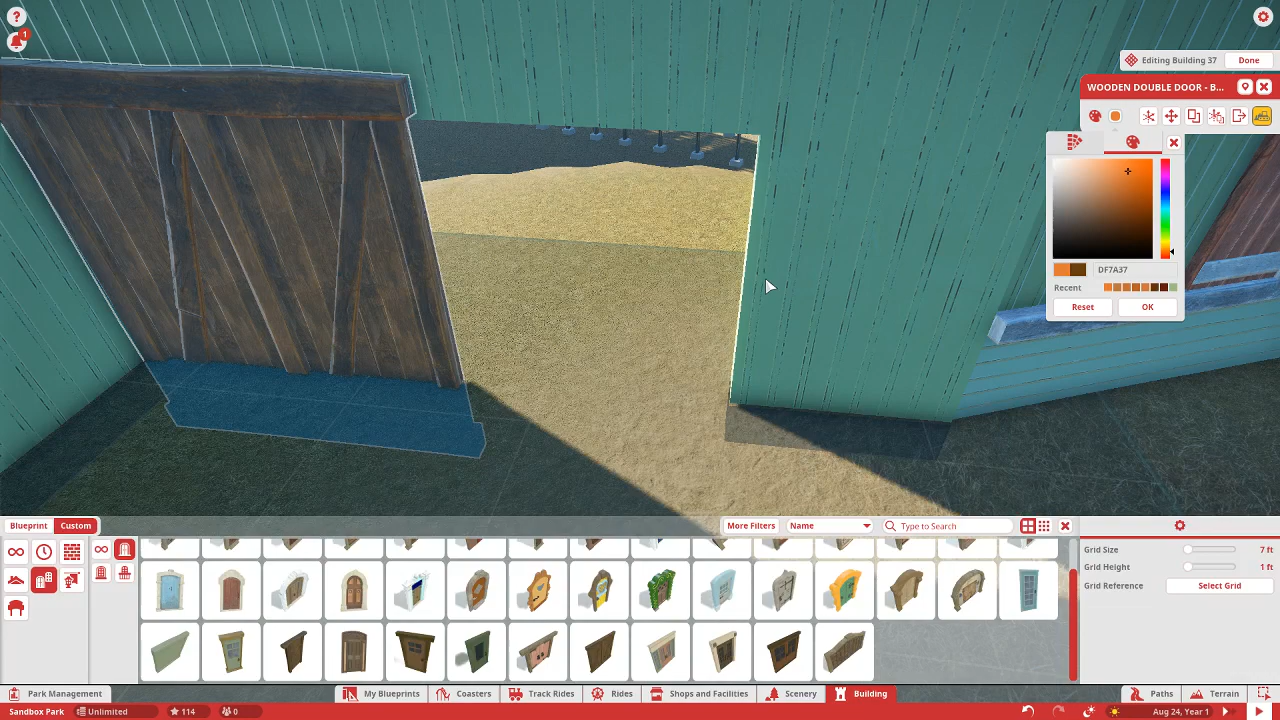 ?
1
Editing Building 37 Done
WOODEN DOUBLE DOOR - B...
DF7A37
Recent
Reset OK
Blueprint Custom More Filters Name Type to Search
Grid Size 7 ft
Grid Height 1 ft
Grid Reference Select Grid
Park Management My Blueprints Coasters Track Rides Rides Shops and Facilities Scenery Building Paths Terrain
Sandbox Park Unlimited 114 0 Aug 24, Year 1